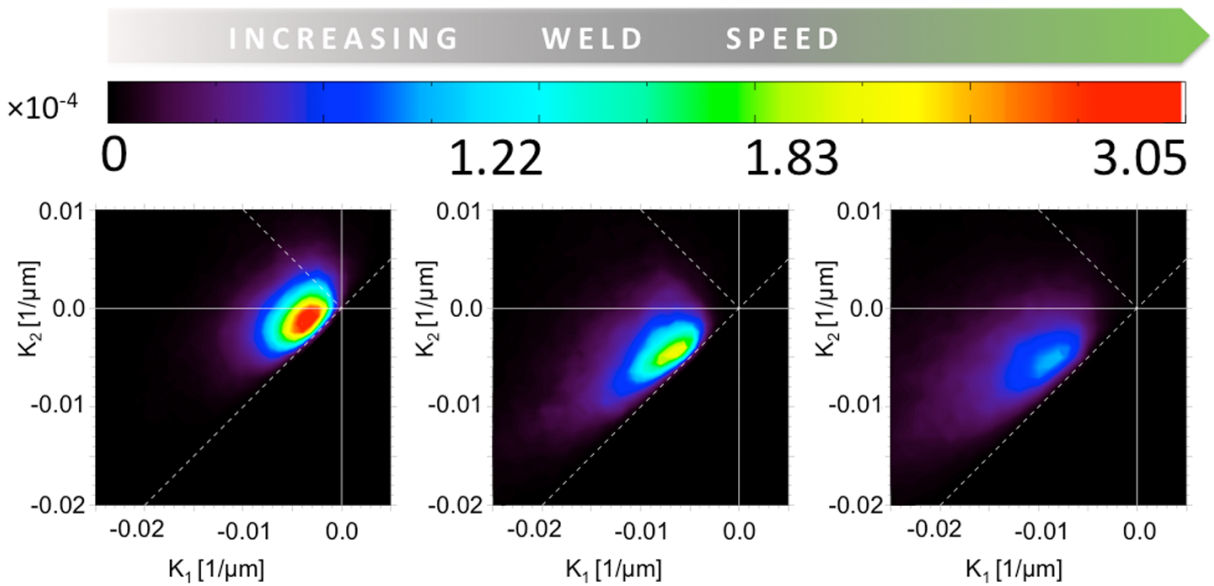 INCREASING WELD SPEED
×10-4
0 1.22 1.83 3.05
0.01 0.01 0.01
0.0 0.0 0.0
-0.01 -0.01 -0.01
-0.02 -0.02 -0.02
K2 [1/µm] K2 [1/µm] K2 [1/µm]
-0.02 -0.01 0.0 -0.02 -0.01 0.0 -0.02 -0.01 0.0
K1 [1/µm] K1 [1/µm] K1 [1/µm]